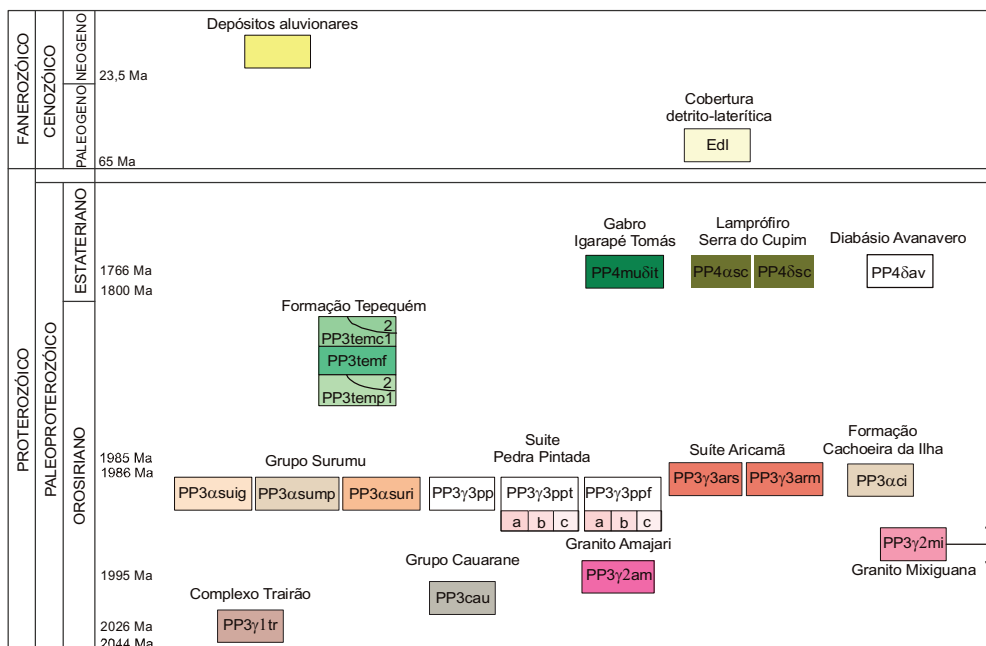 FANEROZÓICO
CENOZÓICO
NEOGENO
PALEOGENO
Depósitos aluvionares
23,5 Ma
Cobertura
detrito-laterítica
Edl
65 Ma
PROTEROZÓICO
PALEOPROTEROZÓICO
ESTATERIANO
OROSIRIANO
Gabro
Igarapé Tomás
Lamprófiro
Serra do Cupim
Diabásio Avanavero
1766 Ma
PP4muδit
PP4αsc
PP4δsc
PP4δav
1800 Ma
Formação Tepequém
2
PP3temc1
PP3temf
2
PP3temp1
1985 Ma
1986 Ma
Grupo Surumu
Suite
Pedra Pintada
Suíte Aricamã
Formação
Cachoeira da Ilha
PP3αsuig
PP3αsump
PP3αsuri
PP3γ3pp
PP3γ3ppt
PP3γ3ppf
PP3γ3ars
PP3γ3arm
PP3αci
a b c
a b c
Granito Amajari
PP3γ2mi
Granito Mixiguana
Grupo Cauarane
1995 Ma
PP3γ2am
Complexo Trairão
PP3cau
2026 Ma
PP3γ1tr
2044 Ma